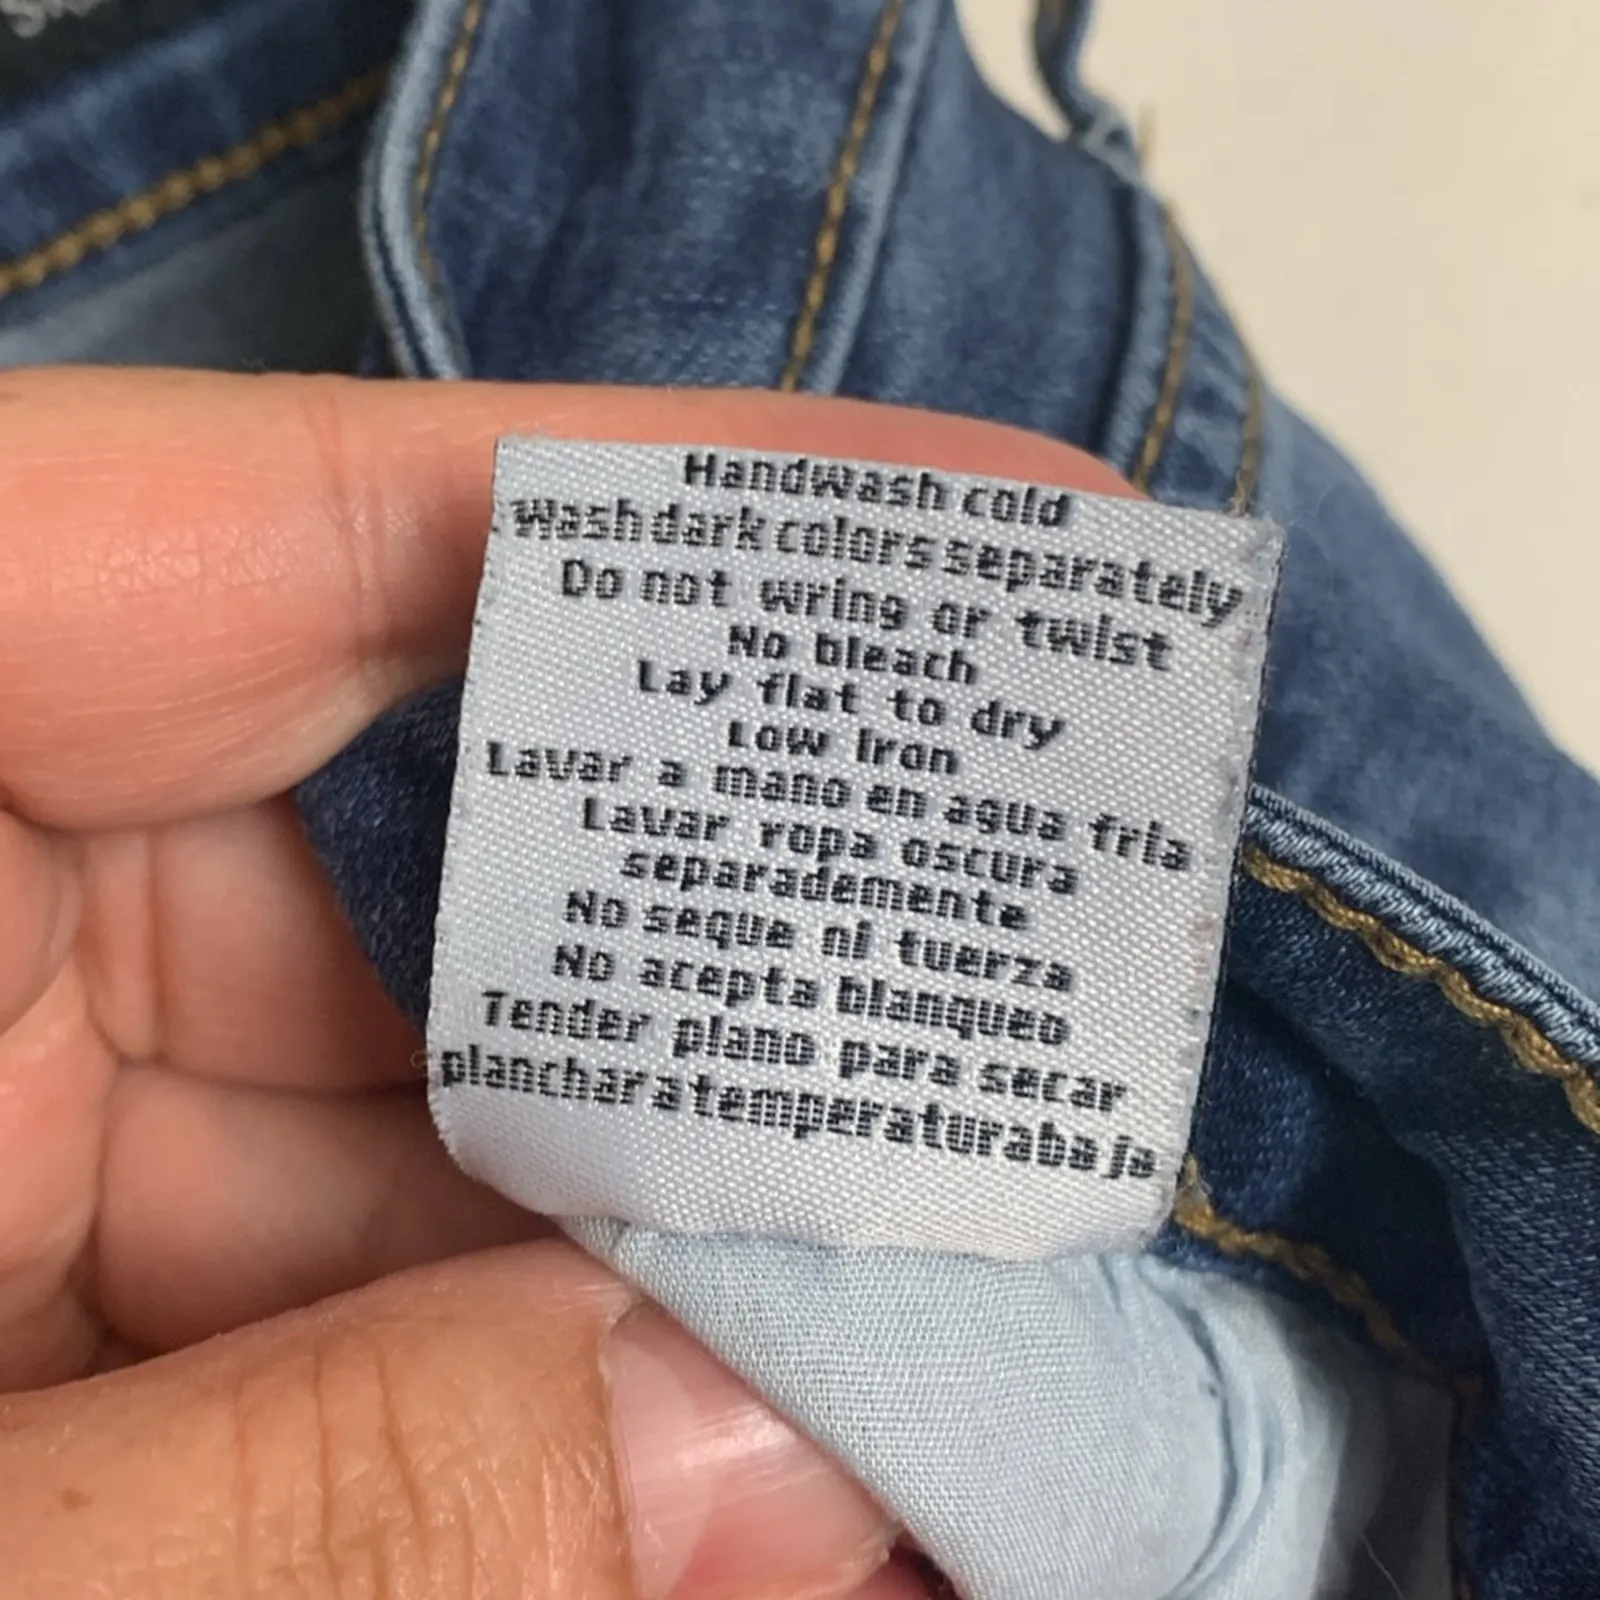 Handwash cold
Wash dark colors separately
Do not wring or twist
No bleach
Lay flat to dry
Low Iron
Lavar a mano en agua fria
Lavar ropa oscura
separademente
No seque ni tuerza
No acepta blanqueo
Tender plano para secar
planchar a temperatura baja